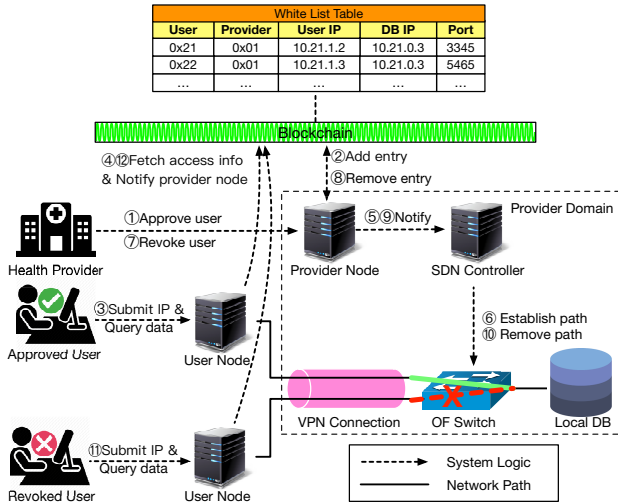 White List Table
User Provider User IP DB IP Port
0x21 0x01 10.21.1.2 10.21.0.3 3345
0x22 0x01 10.21.1.3 10.21.0.3 5465
... ... ... ... ...
Blockchain
④⑫Fetch access info
& Notify provider node
②Add entry
⑧Remove entry
①Approve user
⑦Revoke user
⑤⑨Notify
Provider Domain
Health Provider
Provider Node
SDN Controller
③Submit IP &
Query data
⑥ Establish path
⑩ Remove path
Approved User
User Node
VPN Connection
OF Switch
Local DB
⑪Submit IP &
Query data
Revoked User
User Node
System Logic
Network Path